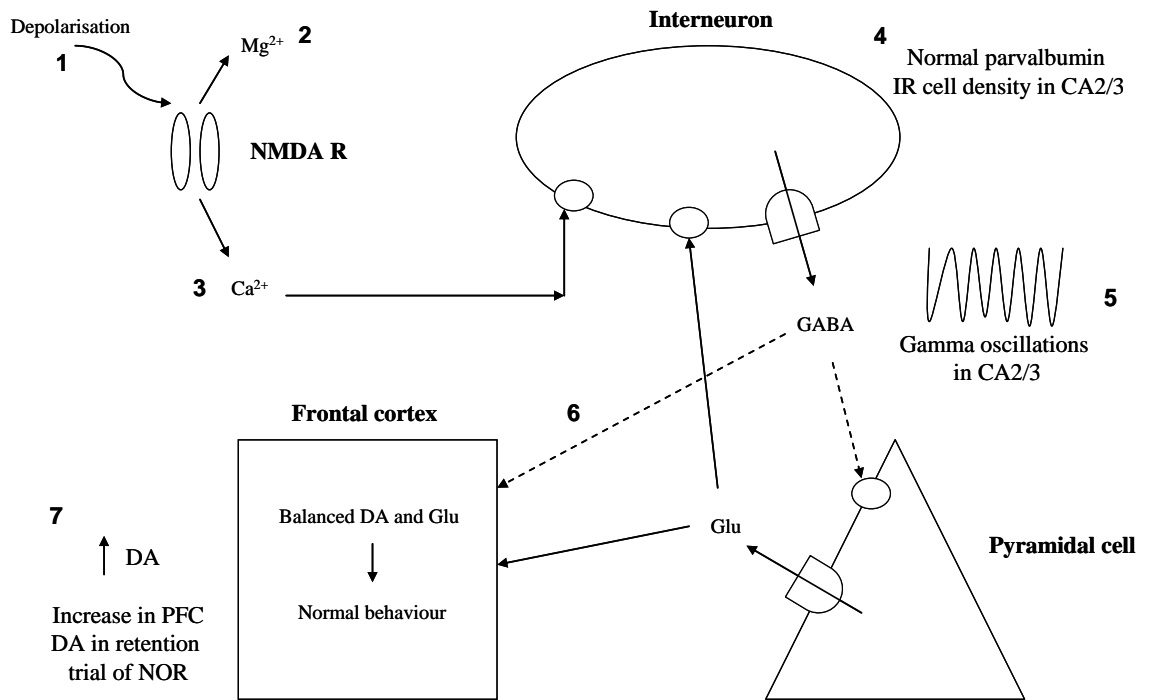 Depolarisation
1
Mg²⁺
2
NMDA R
3
Ca²⁺
Interneuron
4
Normal parvalbumin
IR cell density in CA2/3
GABA
5
Gamma oscillations
in CA2/3
6
Frontal cortex
Balanced DA and Glu
Normal behaviour
Glu
Pyramidal cell
7
DA
Increase in PFC
DA in retention
trial of NOR